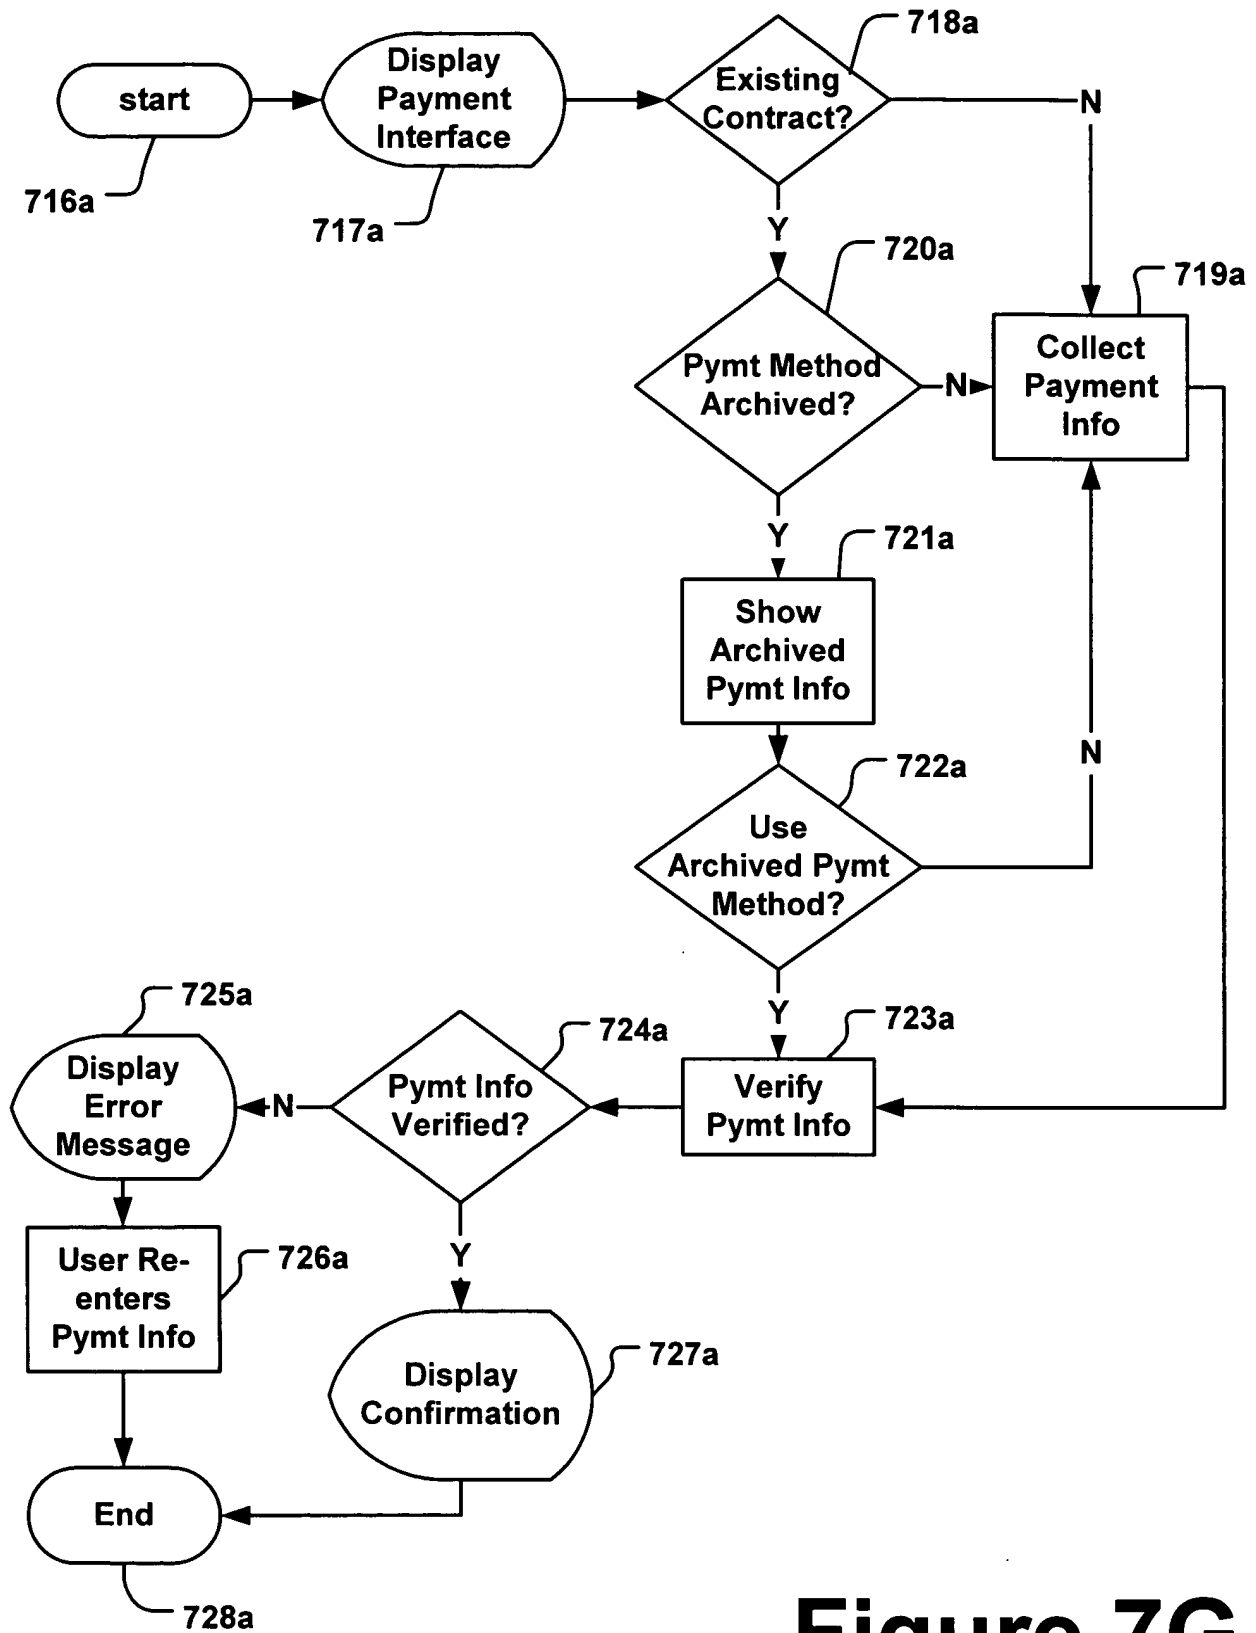 718a
start
Display
Payment
Interface
Existing
Contract?
N
716a
717a
Y
720a
719a
Pymt Method
Archived?
N
Collect
Payment
Info
Y
721a
Show
Archived
Pymt Info
722a
N
Use
Archived Pymt
Method?
Y
725a
724a
723a
Display
Error
Message
N
Pymt Info
Verified?
Verify
Pymt Info
726a
User Re-
enters
Pymt Info
Y
727a
Display
Confirmation
End
728a
Figure 7G